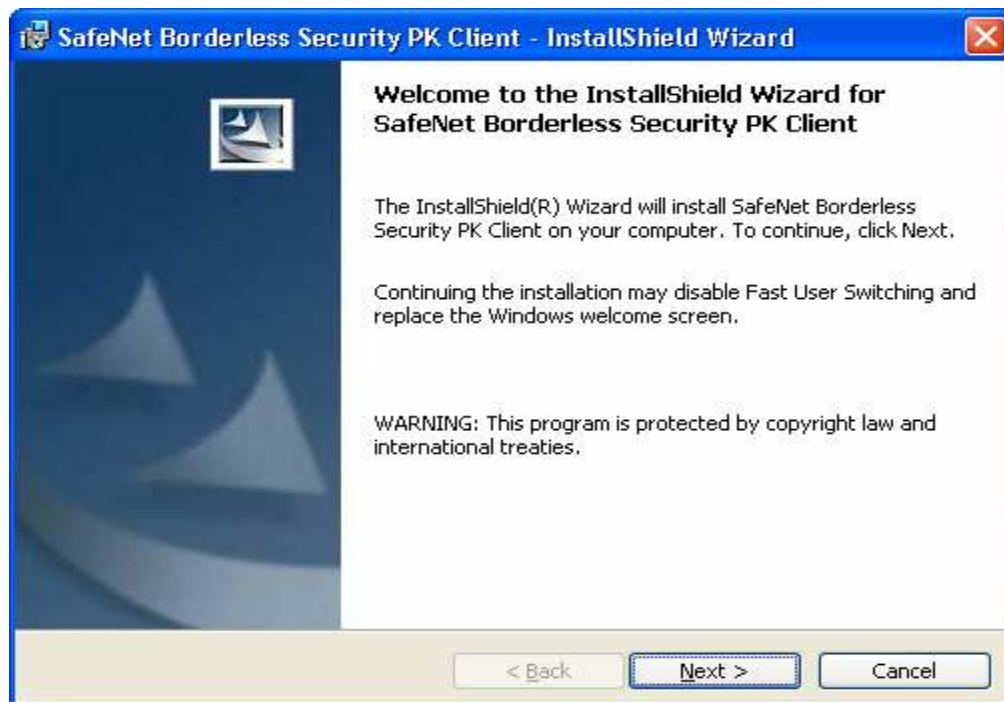 SafeNet Borderless Security PK Client - InstallShield Wizard
Welcome to the InstallShield Wizard for
SafeNet Borderless Security PK Client
The InstallShield(R) Wizard will install SafeNet Borderless
Security PK Client on your computer. To continue, click Next.
Continuing the installation may disable Fast User Switching and
replace the Windows welcome screen.
WARNING: This program is protected by copyright law and
international treaties.
< Back
Next >
Cancel